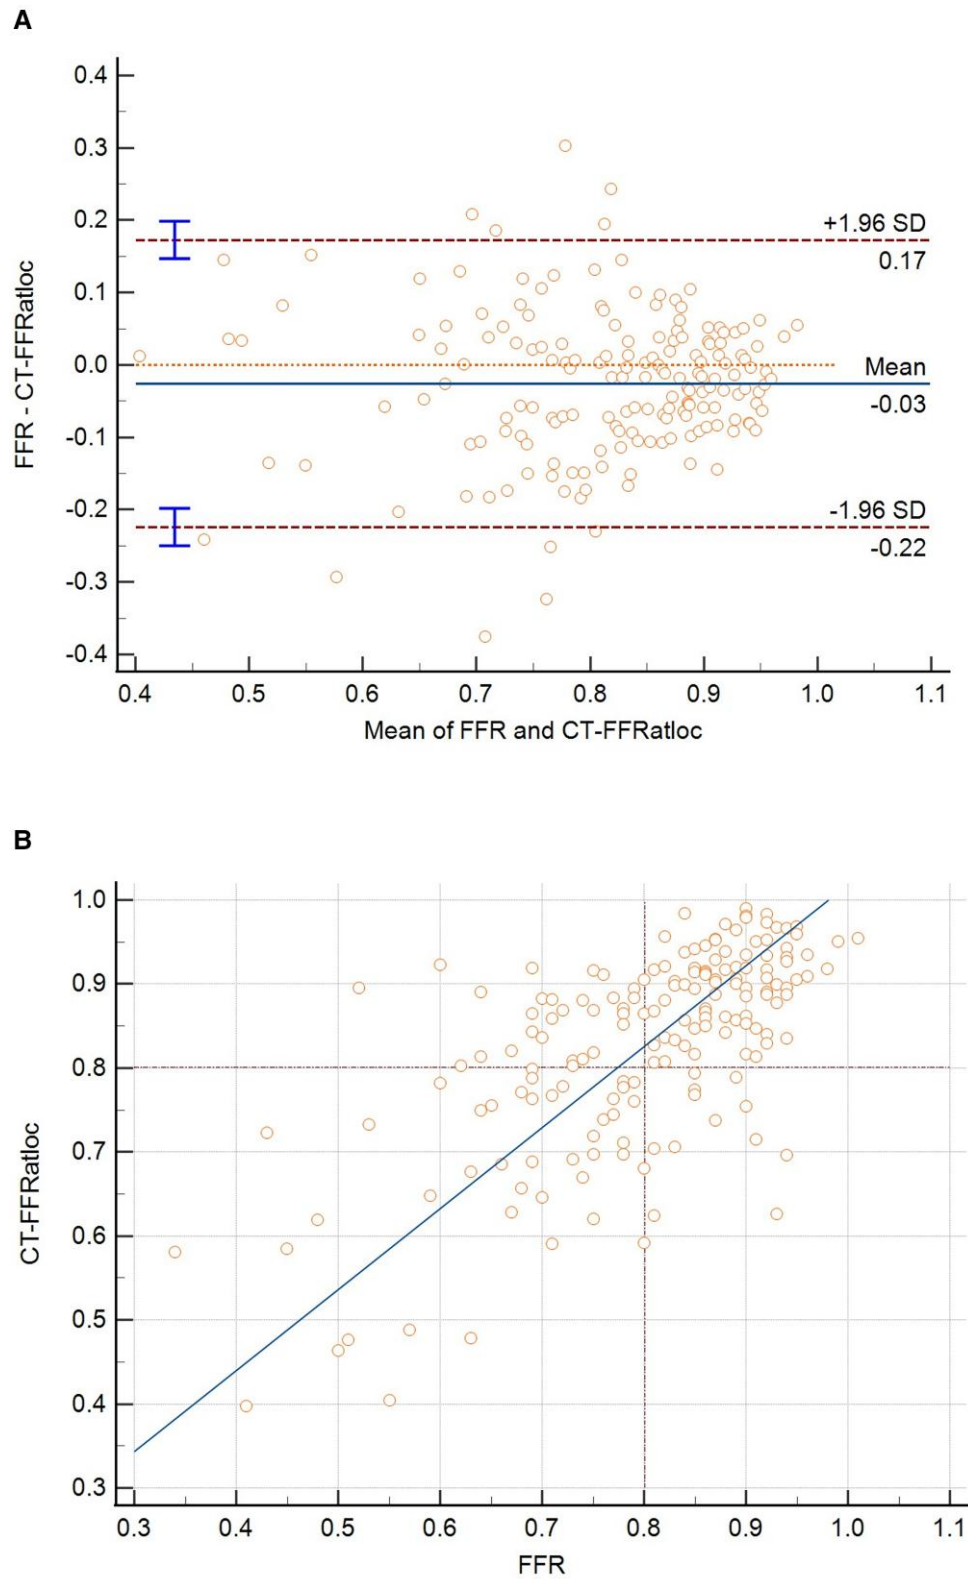 A
0.4
0.3
0.2
0.1
0.0
-0.1
-0.2
-0.3
-0.4
FFR - CT-FFRatloc
+1.96 SD
0.17
Mean
-0.03
-1.96 SD
-0.22
0.4 0.5 0.6 0.7 0.8 0.9 1.0 1.1
Mean of FFR and CT-FFRatloc
B
1.0
0.9
0.8
0.7
0.6
0.5
0.4
0.3
CT-FFRatloc
0.3 0.4 0.5 0.6 0.7 0.8 0.9 1.0 1.1
FFR